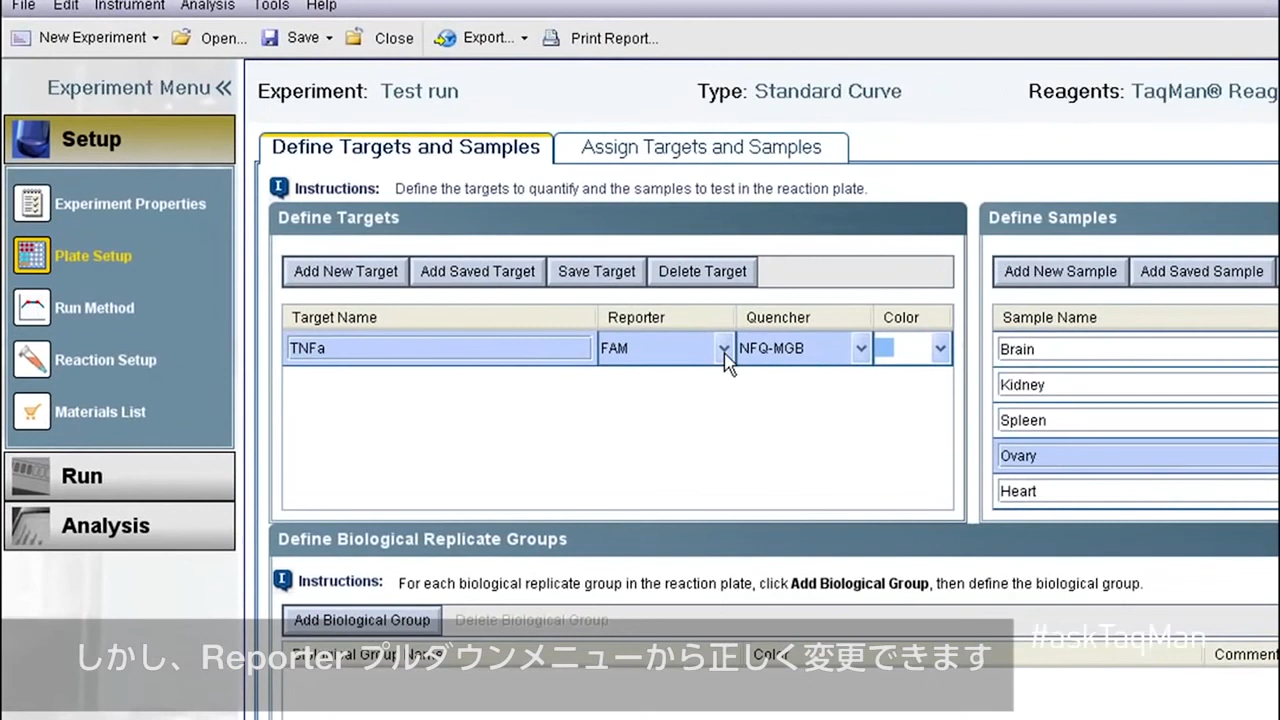 File Edit Instrument Analysis Tools Help
New Experiment Open... Save Close Export... Print Report...
Experiment Menu «
Experiment: Test run Type: Standard Curve Reagents: TaqMan® Reag
Setup
Define Targets and Samples Assign Targets and Samples
Instructions: Define the targets to quantify and the samples to test in the reaction plate.
Experiment Properties
Define Targets Define Samples
Plate Setup
Add New Target Add Saved Target Save Target Delete Target Add New Sample Add Saved Sample
Run Method
Target Name Reporter Quencher Color Sample Name
TNFa FAM NFQ-MGB Brain
Reaction Setup
Kidney
Materials List
Spleen
Ovary
Run
Heart
Analysis
Define Biological Replicate Groups
Instructions: For each biological replicate group in the reaction plate, click Add Biological Group, then define the biological group.
Add Biological Group Delete Biological Group
#askTaqMan
Biological Group Name Color Comment
しかし、Reporter プルダウンメニューから正しく変更できます